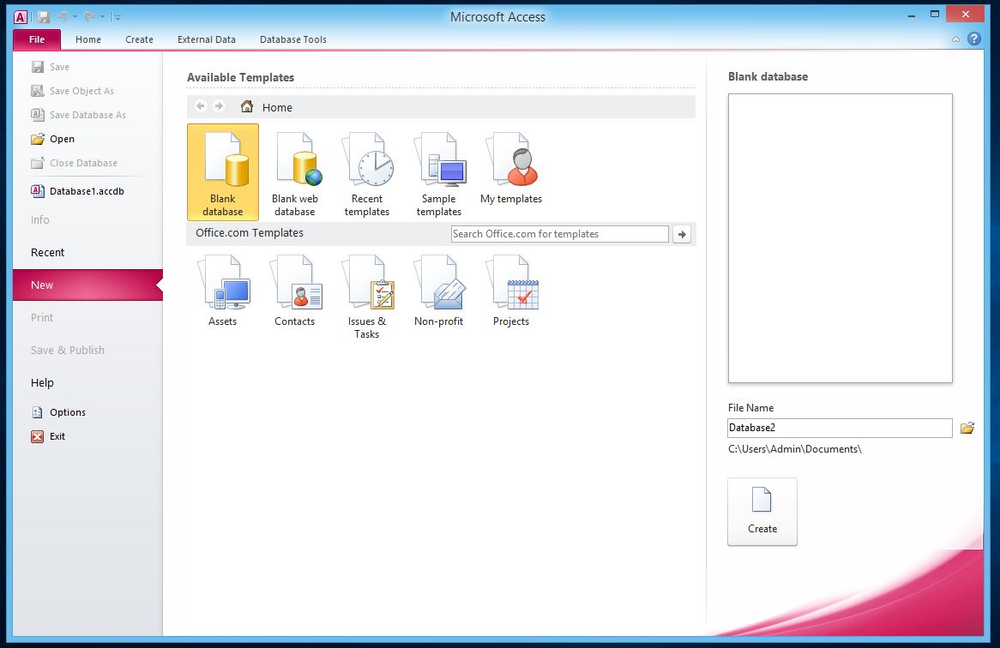 Microsoft Access
File Home Create External Data Database Tools
Save
Save Object As
Save Database As
Open
Close Database
Database1.accdb
Info
Recent
New
Print
Save & Publish
Help
Options
Exit
Available Templates
Home
Blank
database
Blank web
database
Recent
templates
Sample
templates
My templates
Office.com Templates
Search Office.com for templates
Assets
Contacts
Issues &
Tasks
Non-profit
Projects
Blank database
File Name
Database2
C:\Users\Admin\Documents\
Create